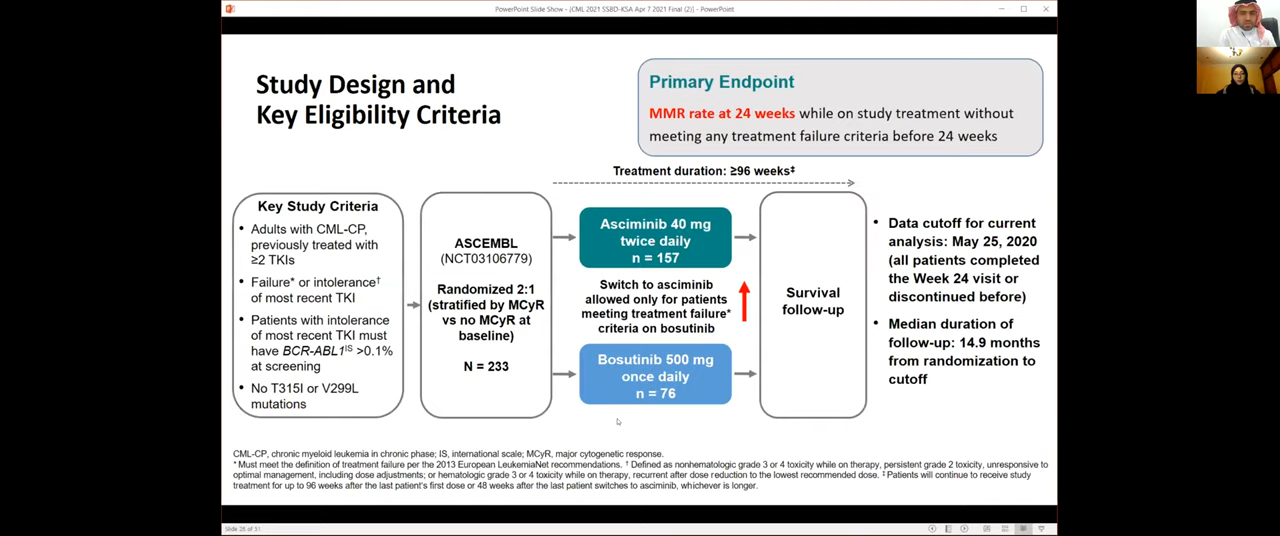 PowerPoint Slide Show - [CML 2021 SSBD-KSA Apr 7 2021 Final (2)] - PowerPoint
Study Design and
Key Eligibility Criteria
Primary Endpoint
MMR rate at 24 weeks while on study treatment without
meeting any treatment failure criteria before 24 weeks
Treatment duration: ≥96 weeks‡
Key Study Criteria
• Adults with CML-CP,
previously treated with
≥2 TKIs
• Failure* or intolerance†
of most recent TKI
• Patients with intolerance
of most recent TKI must
have BCR-ABL1IS >0.1%
at screening
• No T315I or V299L
mutations
ASCEMBL
(NCT03106779)
Randomized 2:1
(stratified by MCyR
vs no MCyR at
baseline)
N = 233
Asciminib 40 mg
twice daily
n = 157
Switch to asciminib
allowed only for patients
meeting treatment failure*
criteria on bosutinib
Bosutinib 500 mg
once daily
n = 76
Survival
follow-up
• Data cutoff for current
analysis: May 25, 2020
(all patients completed
the Week 24 visit or
discontinued before)
• Median duration of
follow-up: 14.9 months
from randomization to
cutoff
CML-CP, chronic myeloid leukemia in chronic phase; IS, international scale; MCyR, major cytogenetic response.
* Must meet the definition of treatment failure per the 2013 European LeukemiaNet recommendations. † Defined as nonhematologic grade 3 or 4 toxicity while on therapy, persistent grade 2 toxicity, unresponsive to
optimal management, including dose adjustments; or hematologic grade 3 or 4 toxicity while on therapy, recurrent after dose reduction to the lowest recommended dose. ‡ Patients will continue to receive study
treatment for up to 96 weeks after the last patient's first dose or 48 weeks after the last patient switches to asciminib, whichever is longer.
Slide 28 of 51